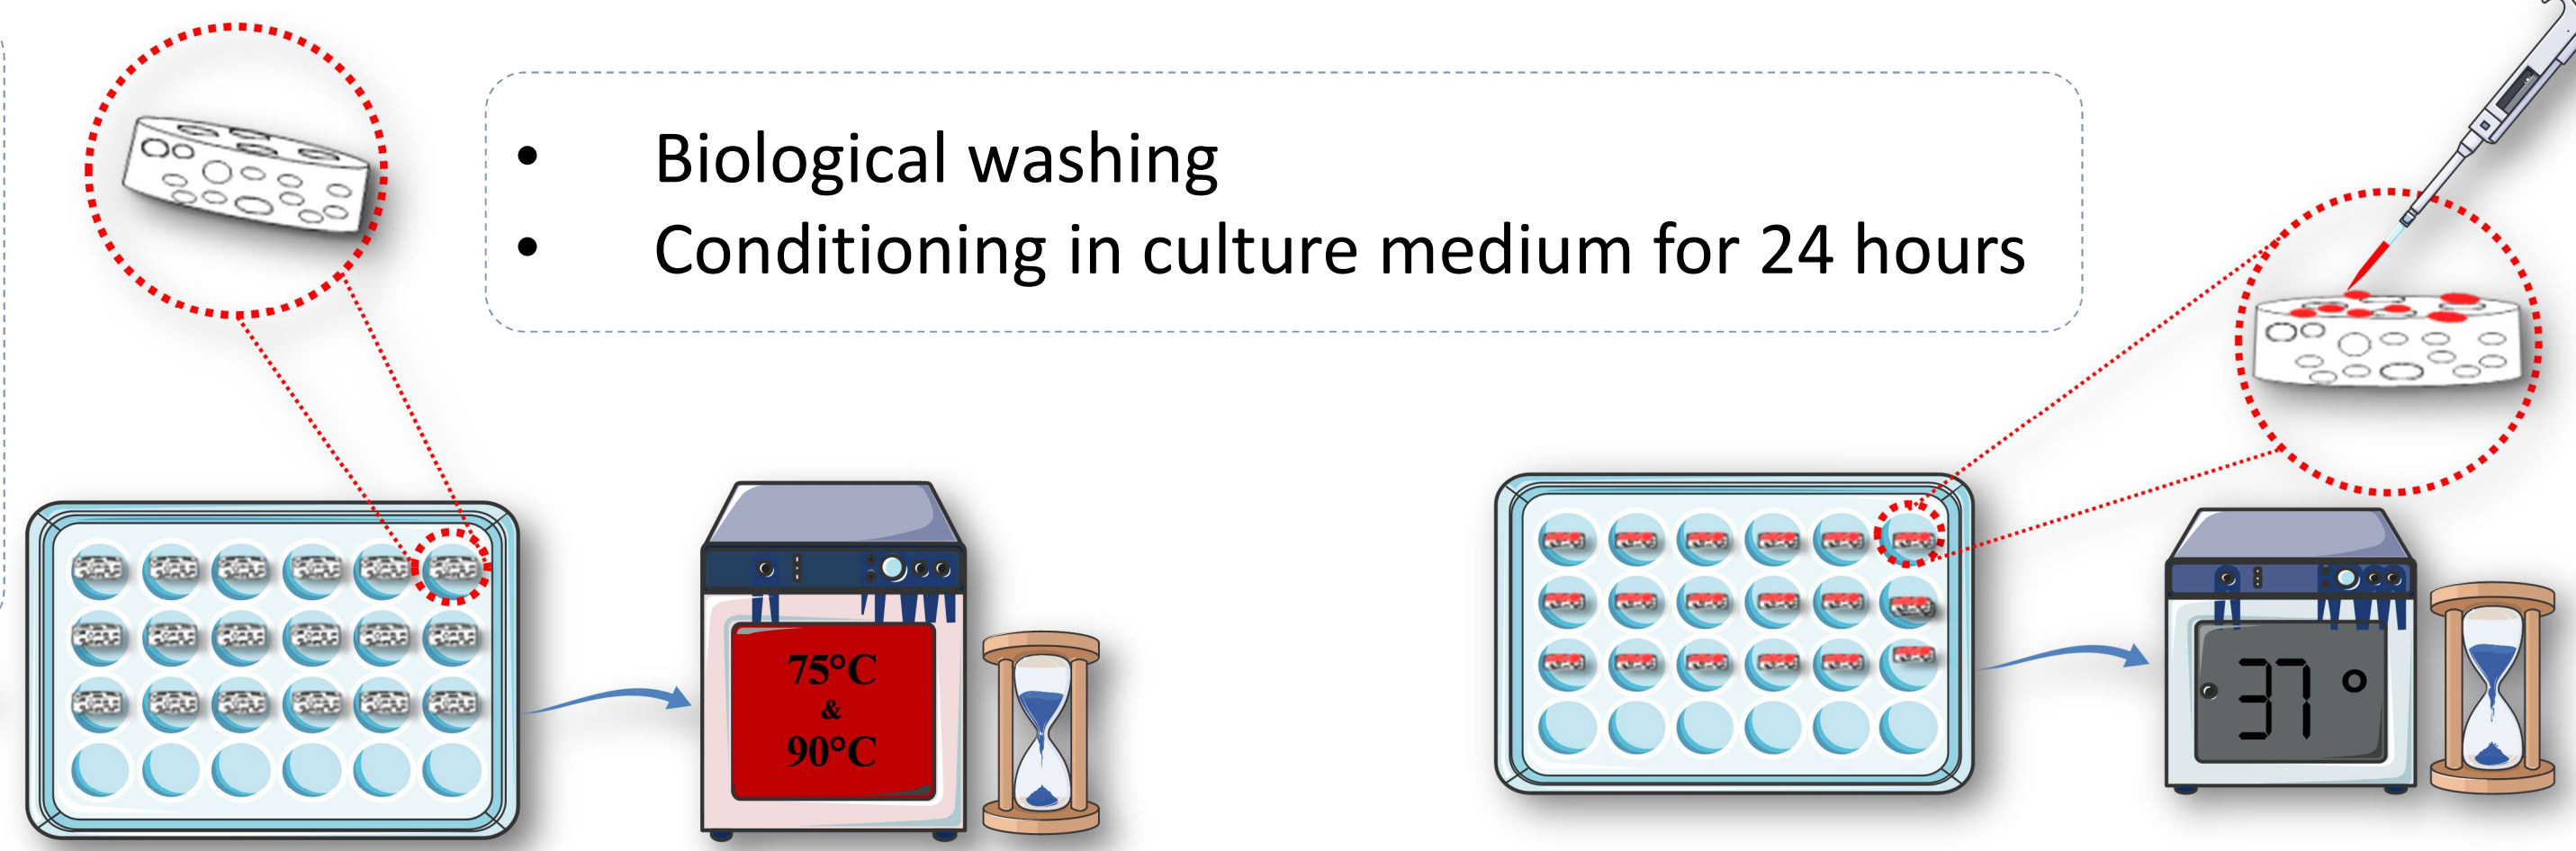 • Biological washing
• Conditioning in culture medium for 24 hours
75°C
&
90°C
37 °